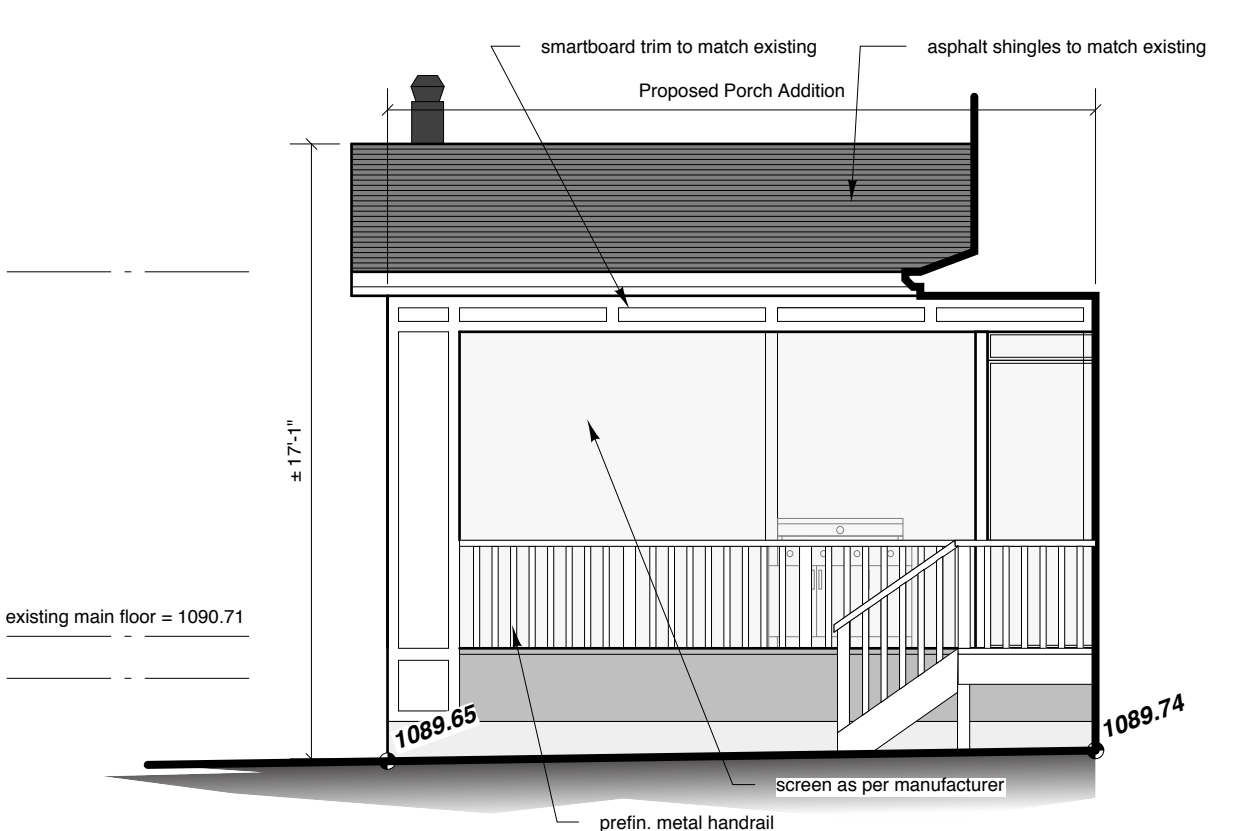 smartboard trim to match existing
asphalt shingles to match existing
Proposed Porch Addition
± 17'-1"
existing main floor = 1090.71
1089.65
1089.74
screen as per manufacturer
prefin. metal handrail